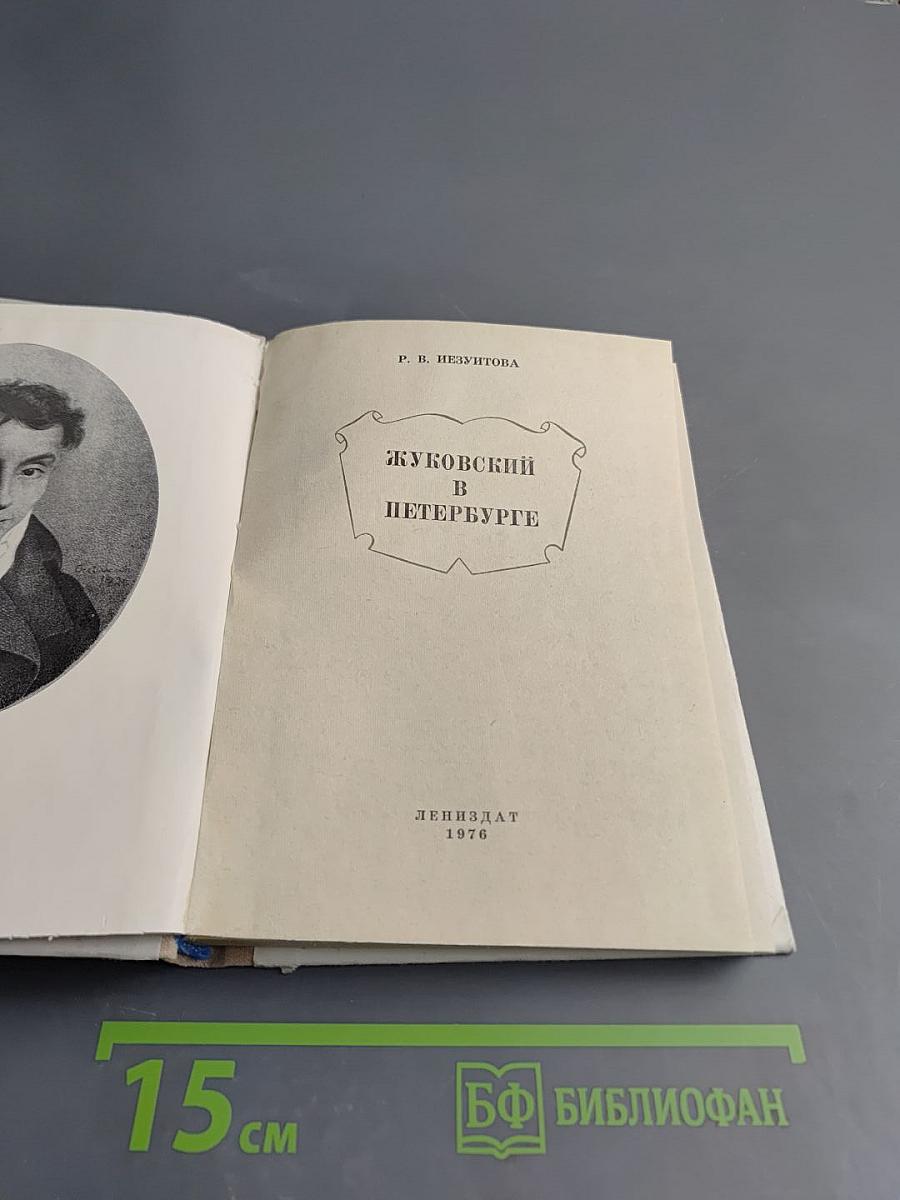 Р. В. ИЕЗУИТОВА
ЖУКОВСКИЙ
В
ПЕТЕРБУРГЕ
ЛЕНИЗДАТ
1976
15 см
БФ БИБЛИОФАН